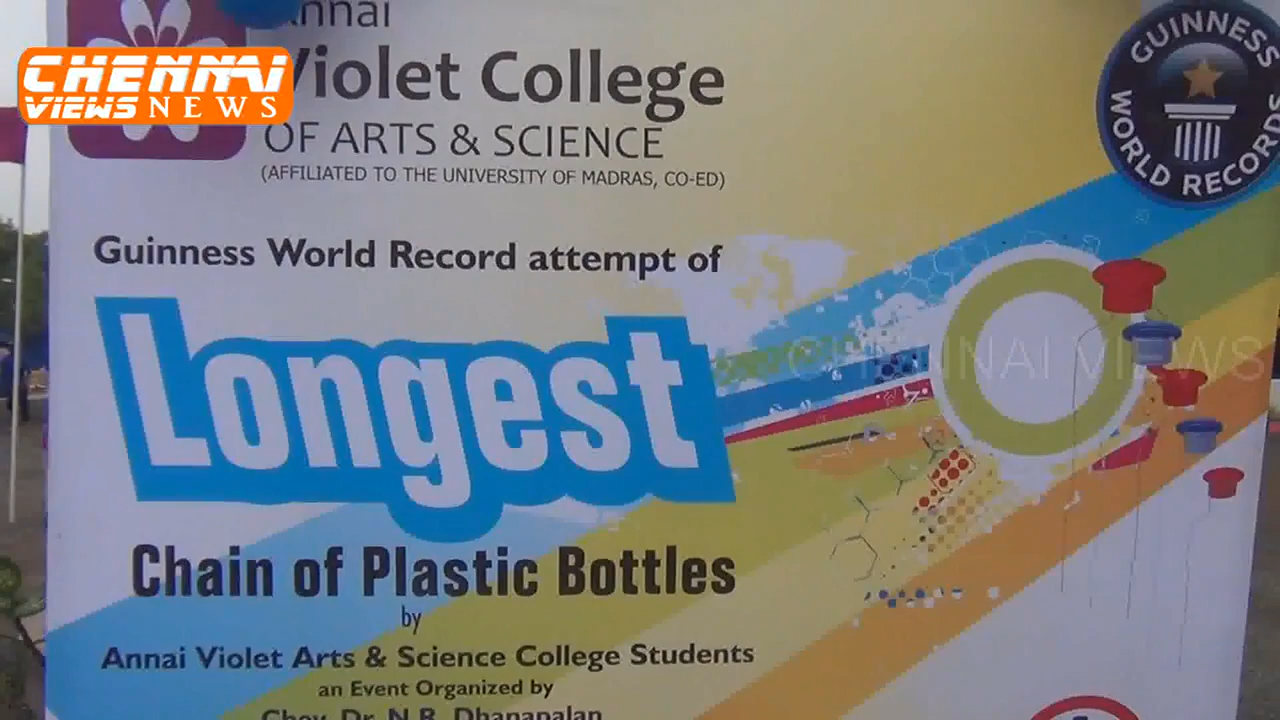 Annai
CHENNAI
VIEWS NEWS
Violet College
OF ARTS & SCIENCE
(AFFILIATED TO THE UNIVERSITY OF MADRAS, CO-ED)
GUINNESS
WORLD RECORDS
Guinness World Record attempt of
Longest
CHENNAI VIEWS
Chain of Plastic Bottles
by
Annai Violet Arts & Science College Students
an Event Organized by
Chev. Dr. N.R. Dhanapalan